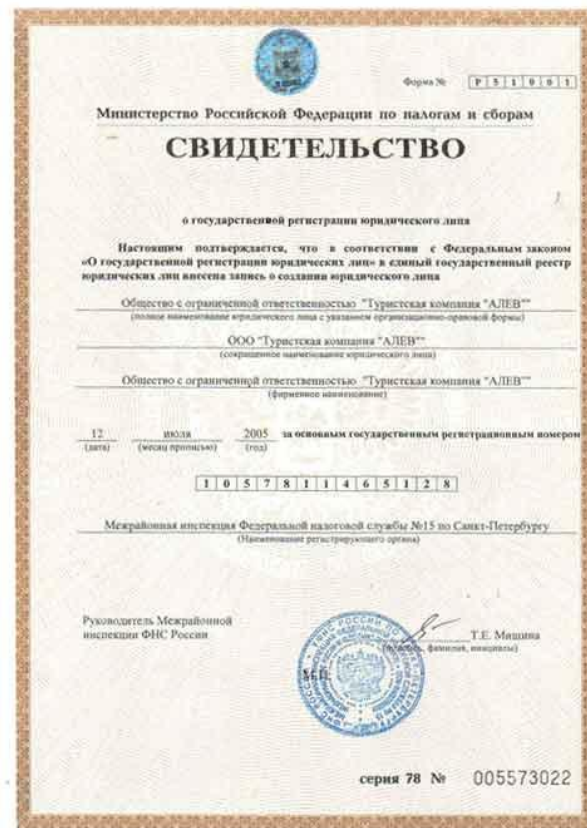 Форма № Р 5 1 0 0 1
Министерство Российской Федерации по налогам и сборам
СВИДЕТЕЛЬСТВО
о государственной регистрации юридического лица
Настоящим подтверждается, что в соответствии с Федеральным законом
«О государственной регистрации юридических лиц» в единый государственный реестр
юридических лиц внесена запись о создании юридического лица
Общество с ограниченной ответственностью "Туристская компания "АЛЕВ""
(полное наименование юридического лица с указанием организационно-правовой формы)
ООО "Туристская компания "АЛЕВ""
(сокращенное наименование юридического лица)
Общество с ограниченной ответственностью "Туристская компания "АЛЕВ""
(фирменное наименование)
12 июля 2005 за основным государственным регистрационным номером
(дата) (месяц прописью) (год)
1 0 5 7 8 1 1 4 6 5 1 2 8
Межрайонная инспекция Федеральной налоговой службы №15 по Санкт-Петербургу
(Наименование регистрирующего органа)
Руководитель Межрайонной
инспекции ФНС России
Т.Е. Мишина
(подпись, фамилия, инициалы)
М.П.
серия 78 № 005573022